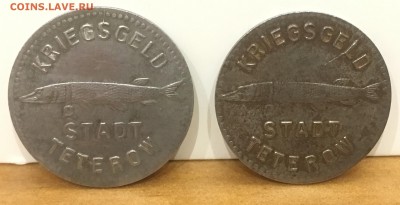 COINS.LAVE.RU
KRIEGSGELD
STADT
TETEROW
KRIEGSGELD
STADT
TETEROW